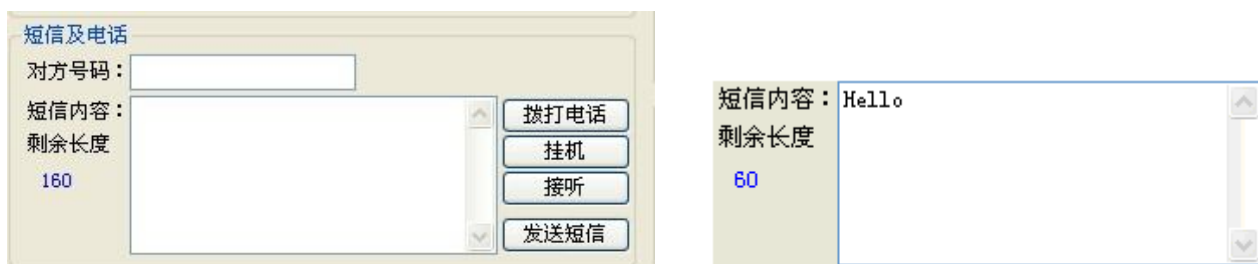 短信及电话
对方号码：
短信内容：
剩余长度
160
拨打电话
挂机
接听
发送短信
短信内容：
Hello
剩余长度
60